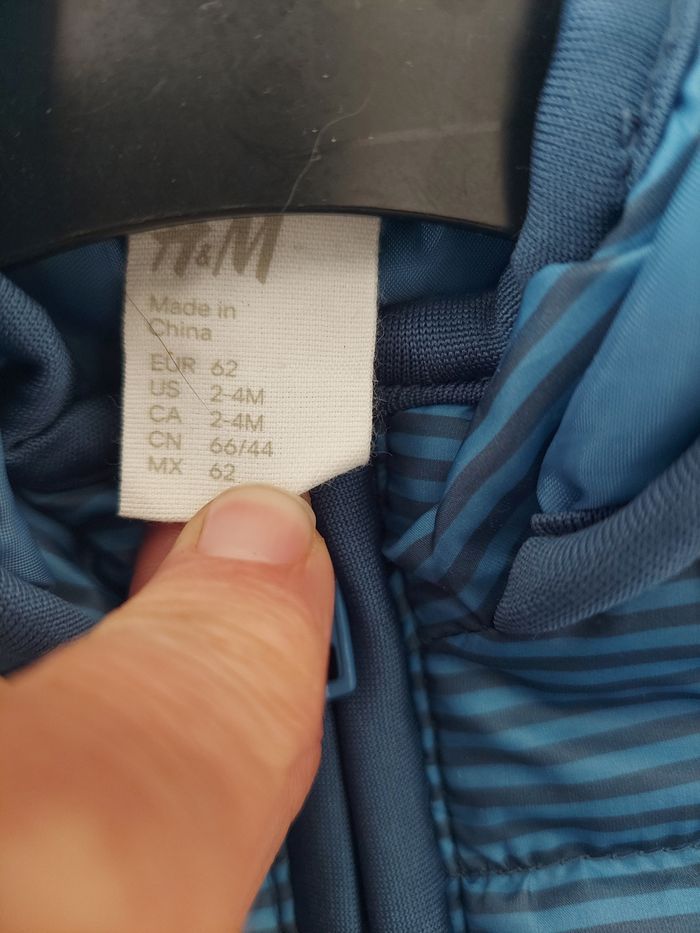 H&M
Made in
China
EUR 62
US 2-4M
CA 2-4M
CN 66/44
MX 62